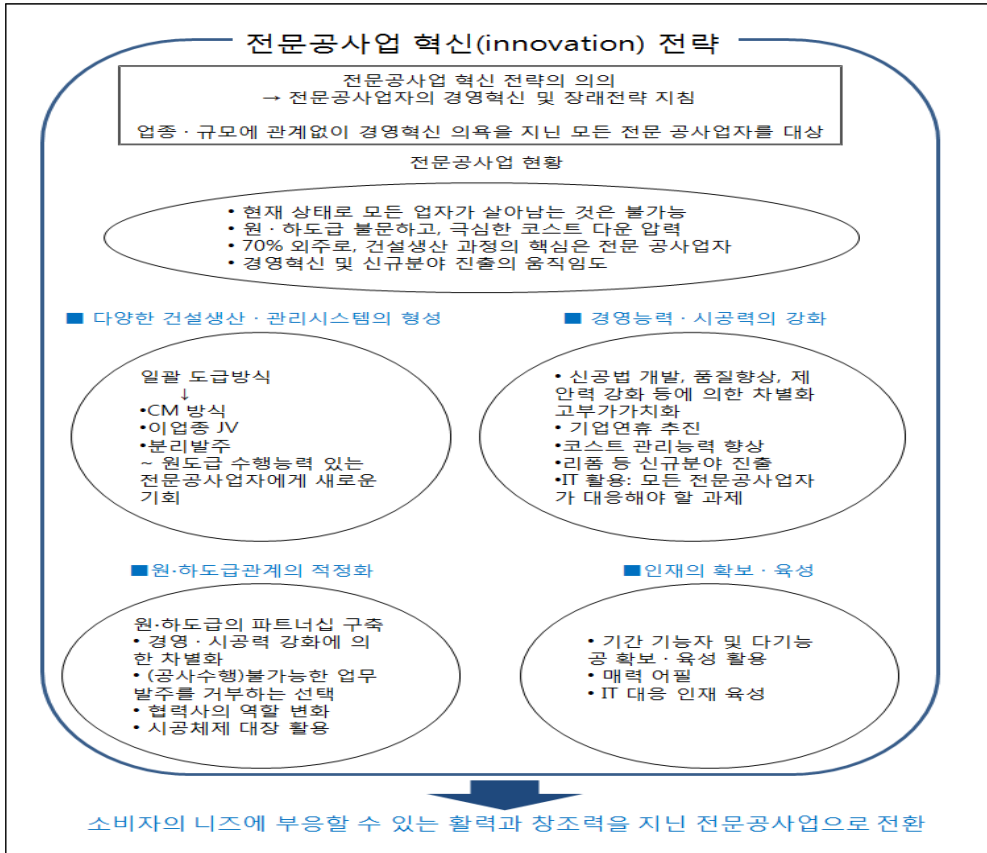 전문공사업 혁신(innovation) 전략
전문공사업 혁신 전략의 의의
→ 전문공사업자의 경영혁신 및 장래전략 지침
업종 · 규모에 관계없이 경영혁신 의욕을 지닌 모든 전문 공사업자를 대상
전문공사업 현황
• 현재 상태로 모든 업자가 살아남는 것은 불가능
• 원 · 하도급 불문하고, 극심한 코스트 다운 압력
• 70% 외주로, 건설생산 과정의 핵심은 전문 공사업자
• 경영혁신 및 신규분야 진출의 움직임도
■ 다양한 건설생산 · 관리시스템의 형성
일괄 도급방식
↓
•CM 방식
•이업종 JV
•분리발주
~ 원도급 수행능력 있는
전문공사업자에게 새로운
기회
■ 경영능력 · 시공력의 강화
• 신공법 개발, 품질향상, 제
안력 강화 등에 의한 차별화
고부가가치화
• 기업연휴 추진
•코스트 관리능력 향상
•리폼 등 신규분야 진출
•IT 활용: 모든 전문공사업자
가 대응해야 할 과제
■원·하도급관계의 적정화
원·하도급의 파트너십 구축
• 경영 · 시공력 강화에 의
한 차별화
• (공사수행)불가능한 업무
발주를 거부하는 선택
• 협력사의 역할 변화
• 시공체제 대장 활용
■인재의 확보 · 육성
• 기간 기능자 및 다기능
공 확보 · 육성 활용
• 매력 어필
• IT 대응 인재 육성
소비자의 니즈에 부응할 수 있는 활력과 창조력을 지닌 전문공사업으로 전환